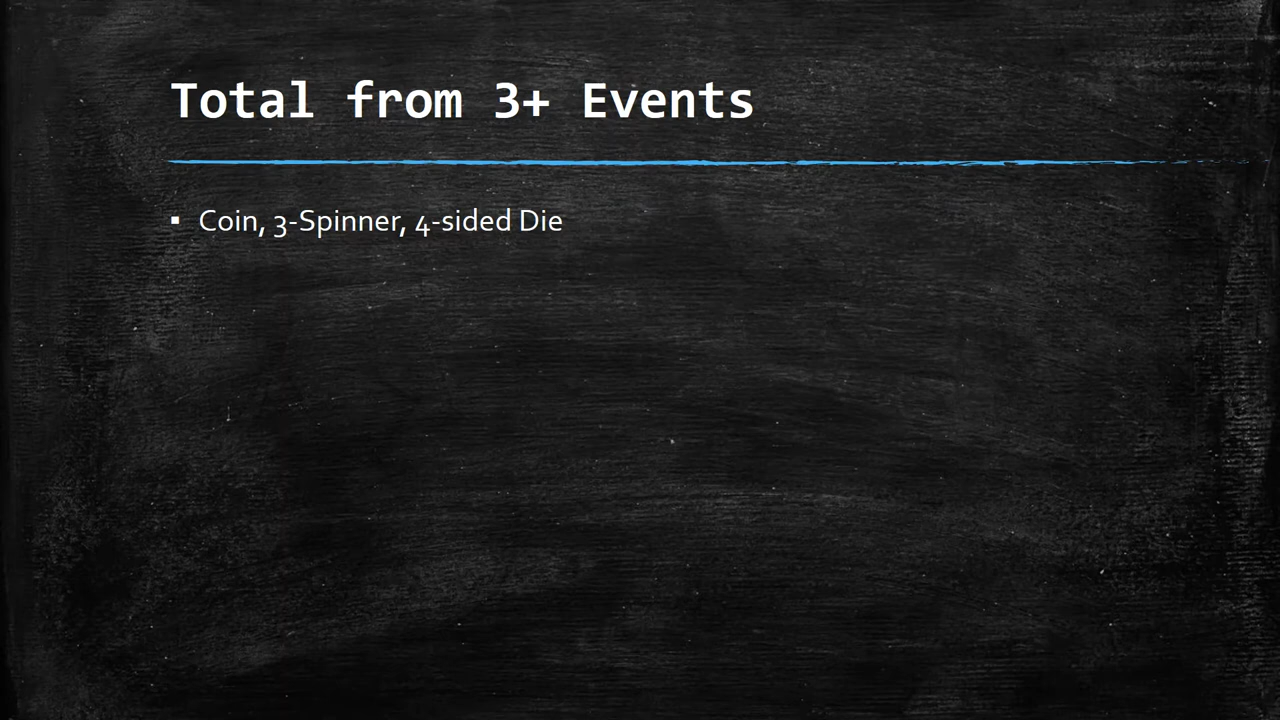 Total from 3+ Events
▪ Coin, 3-Spinner, 4-sided Die